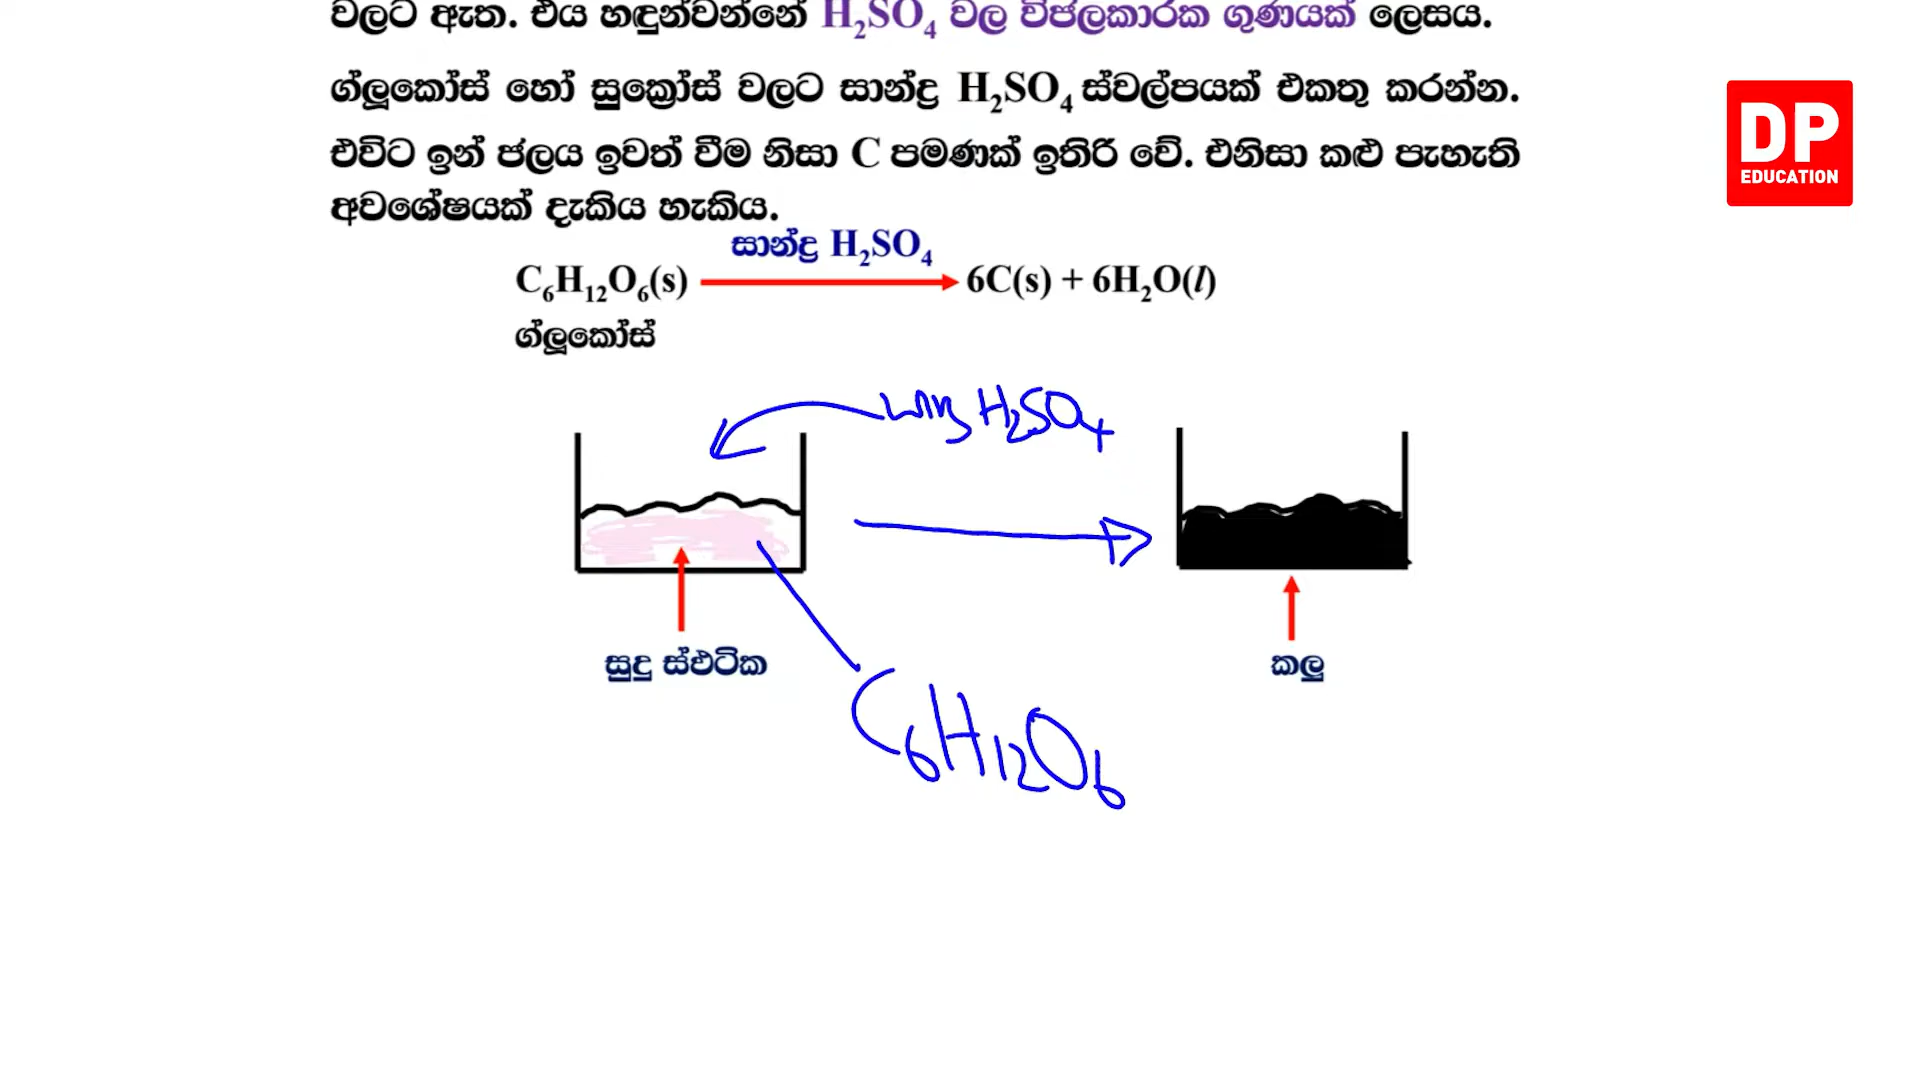 වලට ඇත. එය හඳුන්වන්නේ H₂SO₄ වල විජලකාරක ගුණයක් ලෙසය.
ග්ලූකෝස් හෝ සුක්‍රෝස් වලට සාන්ද්‍ර H₂SO₄ ස්වල්පයක් එකතු කරන්න.
එවිට ඉන් ජලය ඉවත් වීම නිසා C පමණක් ඉතිරි වේ. එනිසා කළු පැහැති
අවශේෂයක් දැකිය හැකිය.
DP
EDUCATION
සාන්ද්‍ර H₂SO₄
C₆H₁₂O₆(s) → 6C(s) + 6H₂O(l)
ග්ලූකෝස්
සාන්ද්‍ර H₂SO₄
සුදු ස්ඵටික
කලු
C₆H₁₂O₆